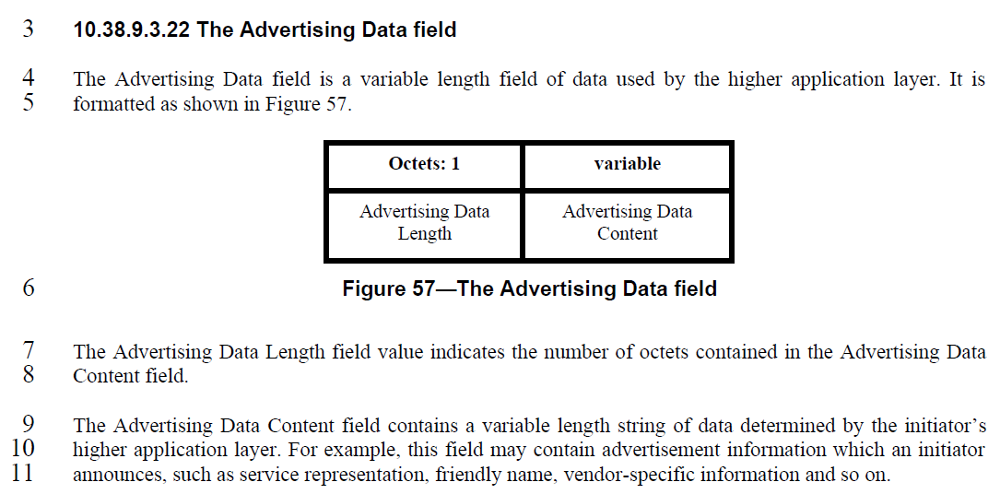 3 10.38.9.3.22 The Advertising Data field
4 The Advertising Data field is a variable length field of data used by the higher application layer. It is
5 formatted as shown in Figure 57.
Octets: 1 variable
Advertising Data Advertising Data
Length Content
6 Figure 57—The Advertising Data field
7 The Advertising Data Length field value indicates the number of octets contained in the Advertising Data
8 Content field.
9 The Advertising Data Content field contains a variable length string of data determined by the initiator’s
10 higher application layer. For example, this field may contain advertisement information which an initiator
11 announces, such as service representation, friendly name, vendor-specific information and so on.